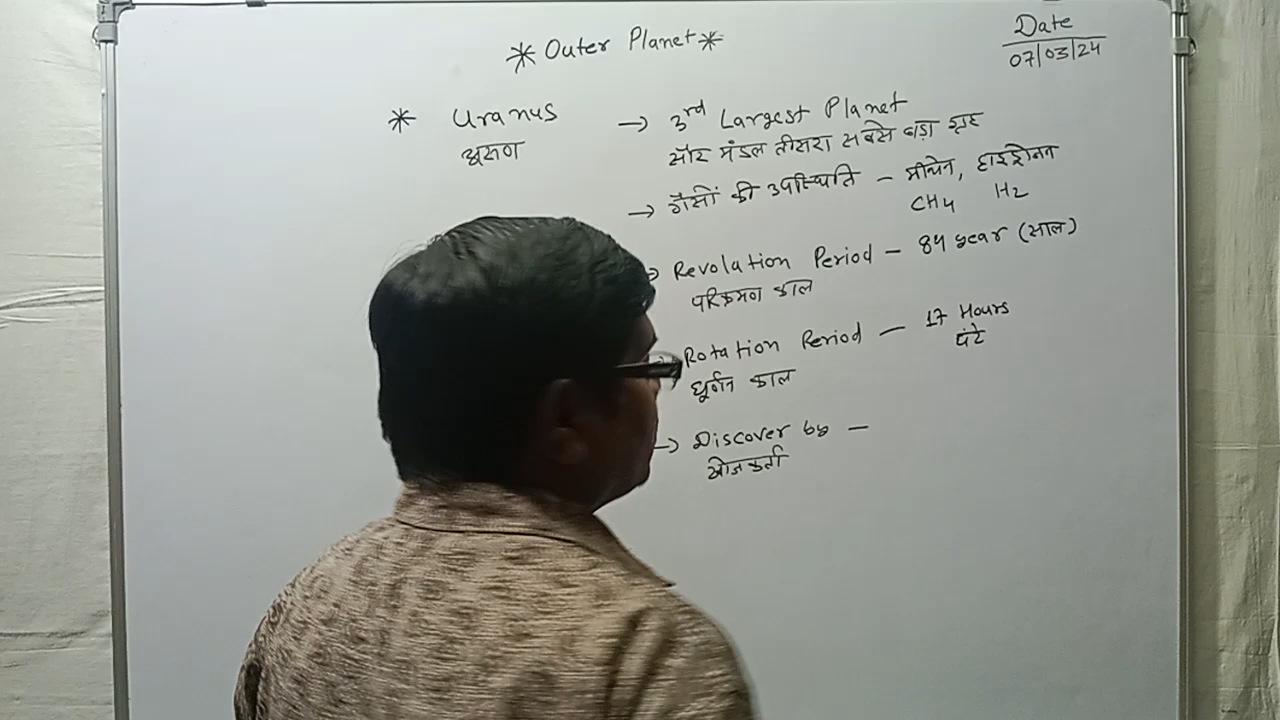 * Outer Planet *
Date
07/03/24
* Uranus
अरुण
→ 3rd Largest Planet
सौर मंडल तीसरा सबसे बड़ा ग्रह
→ गैसों की उपस्थिति – मीथेन, हाइड्रोजन
CH4 H2
Revolation Period – 84 year (साल)
परिक्रमण काल
Rotation Period – 17 Hours
घंटे
घूर्णन काल
→ Discover by –
खोजकर्ता